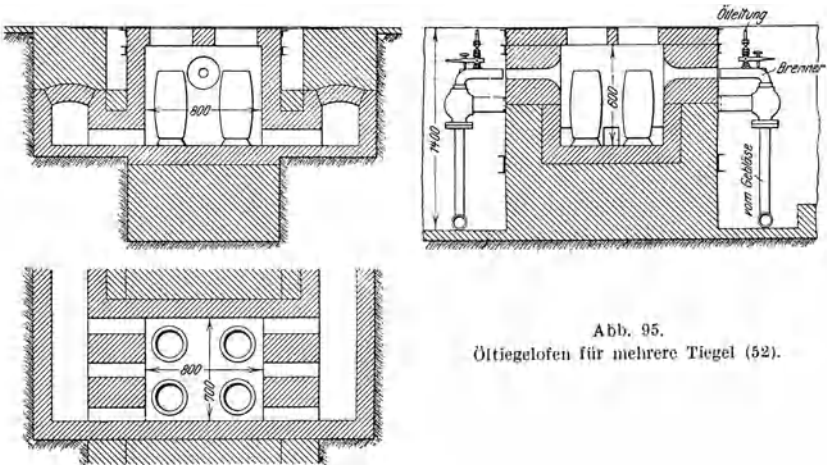 Ölleitung
Brenner
800
600
1400
vom Gebläse
800
700
Abb. 95.
Öltiegelofen für mehrere Tiegel (52).